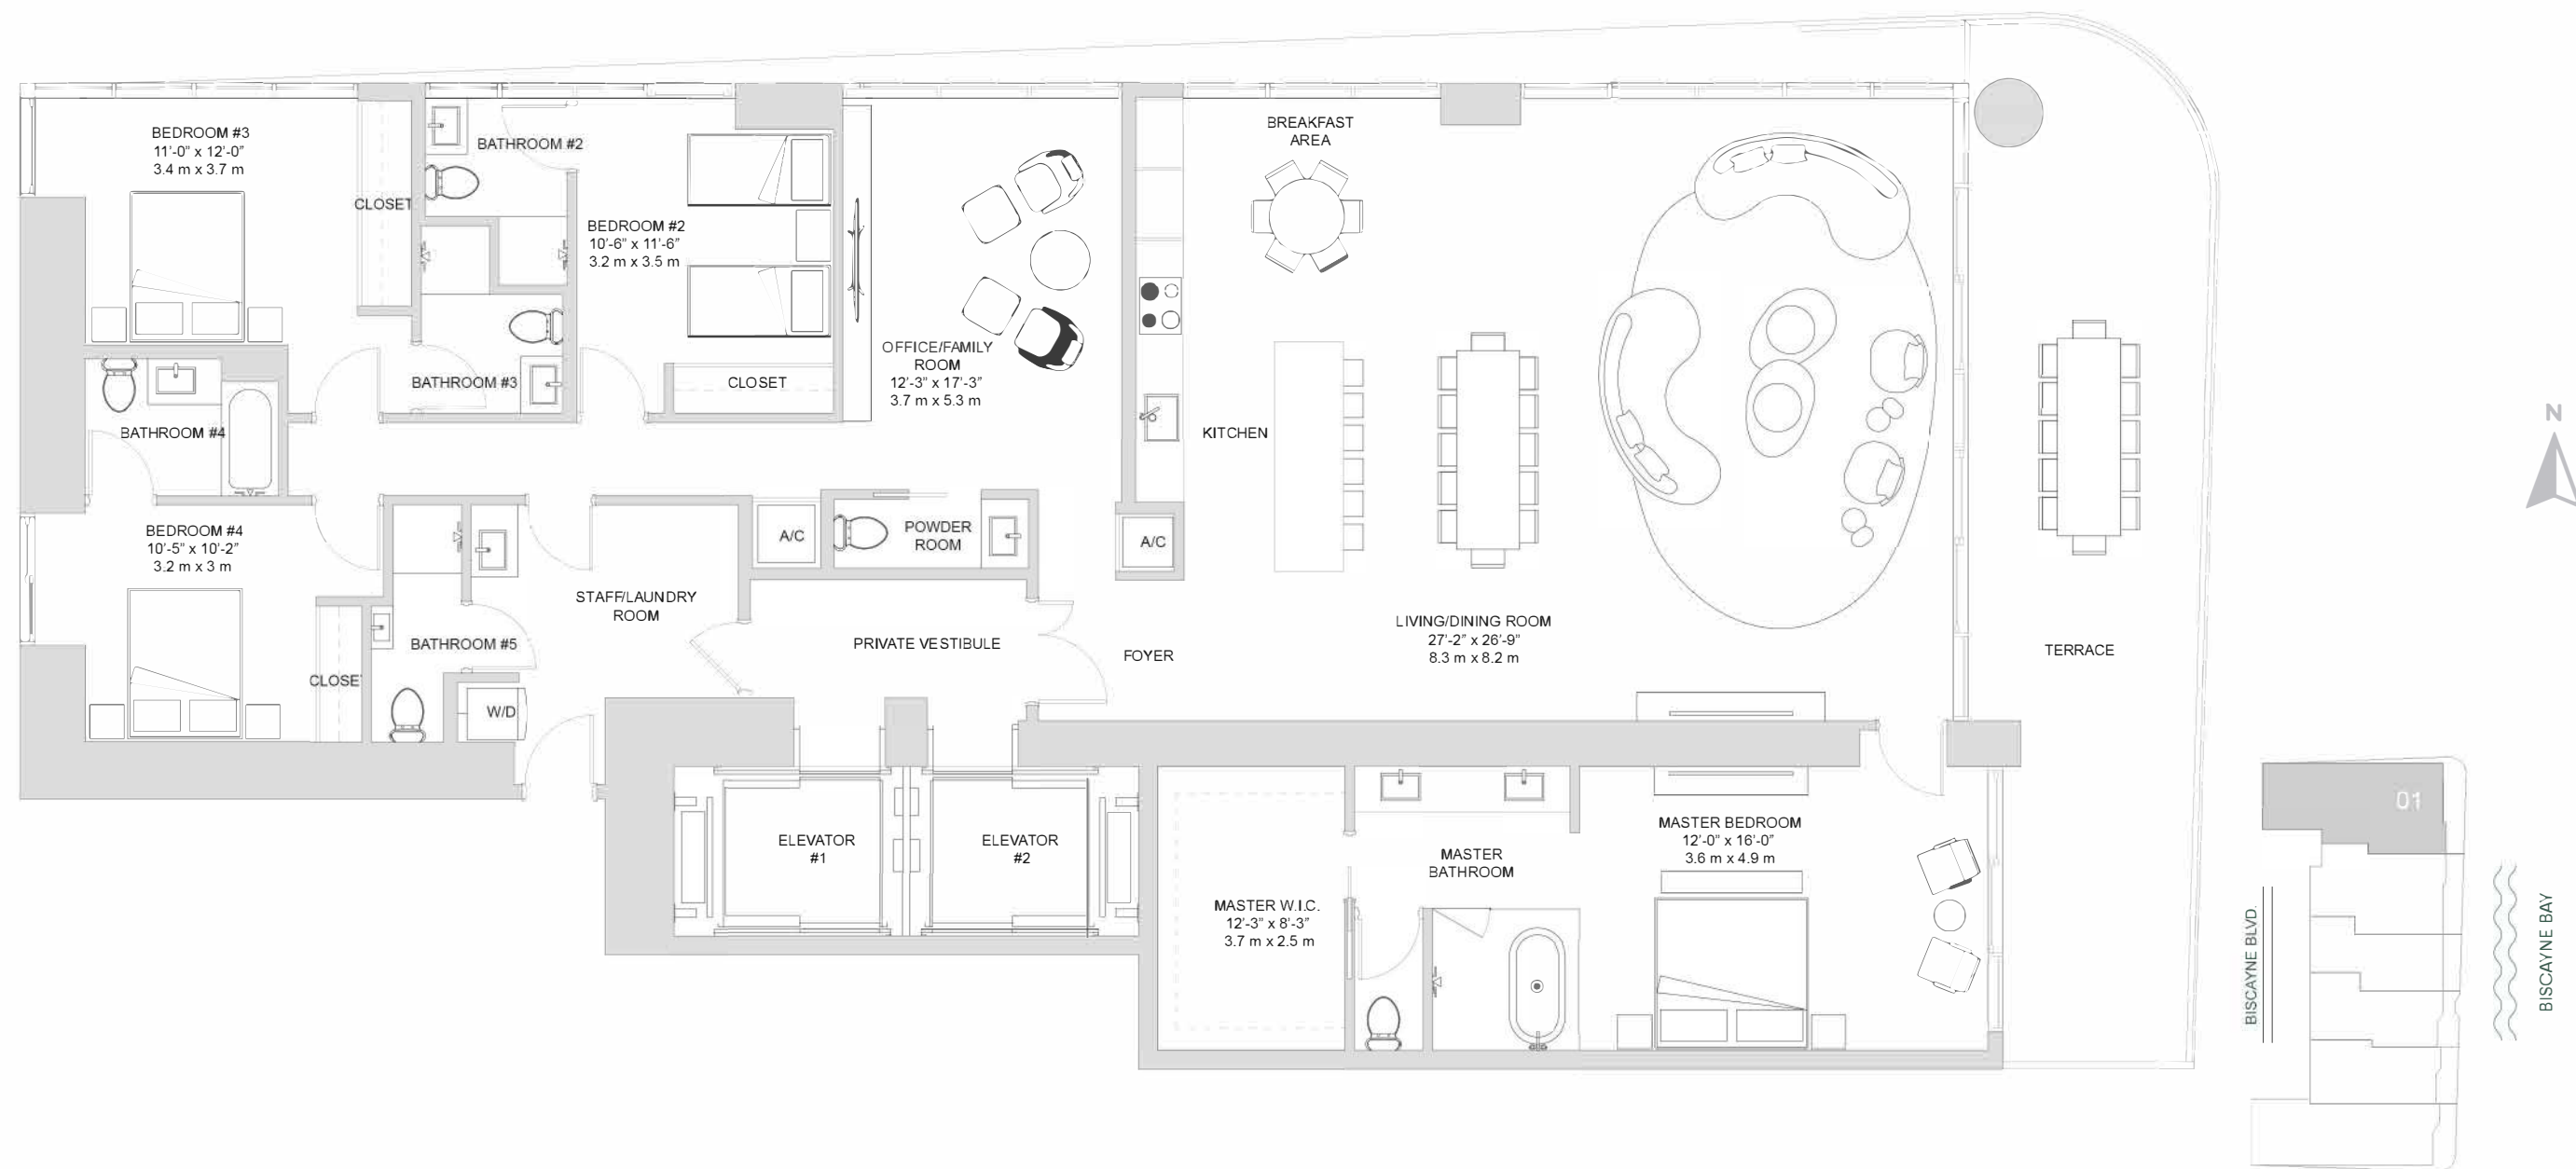 BEDROOM #3
11'-0" x 12'-0"
3.4 m x 3.7 m
CLOSET
BATHROOM #2
BEDROOM #2
10'-6" x 11'-6"
3.2 m x 3.5 m
CLOSET
BATHROOM #3
BATHROOM #4
OFFICE/FAMILY
ROOM
12'-3" x 17'-3"
3.7 m x 5.3 m
BREAKFAST
AREA
KITCHEN
BEDROOM #4
10'-5" x 10'-2"
3.2 m x 3 m
CLOSE
BATHROOM #5
W/D
STAFF/LAUNDRY
ROOM
A/C
POWDER
ROOM
A/C
PRIVATE VESTIBULE
FOYER
LIVING/DINING ROOM
27'-2" x 26'-9"
8.3 m x 8.2 m
TERRACE
ELEVATOR
#1
ELEVATOR
#2
MASTER W.I.C.
12'-3" x 8'-3"
3.7 m x 2.5 m
MASTER
BATHROOM
MASTER BEDROOM
12'-0" x 16'-0"
3.6 m x 4.9 m
N
01
BISCAYNE BLVD.
BISCAYNE BAY